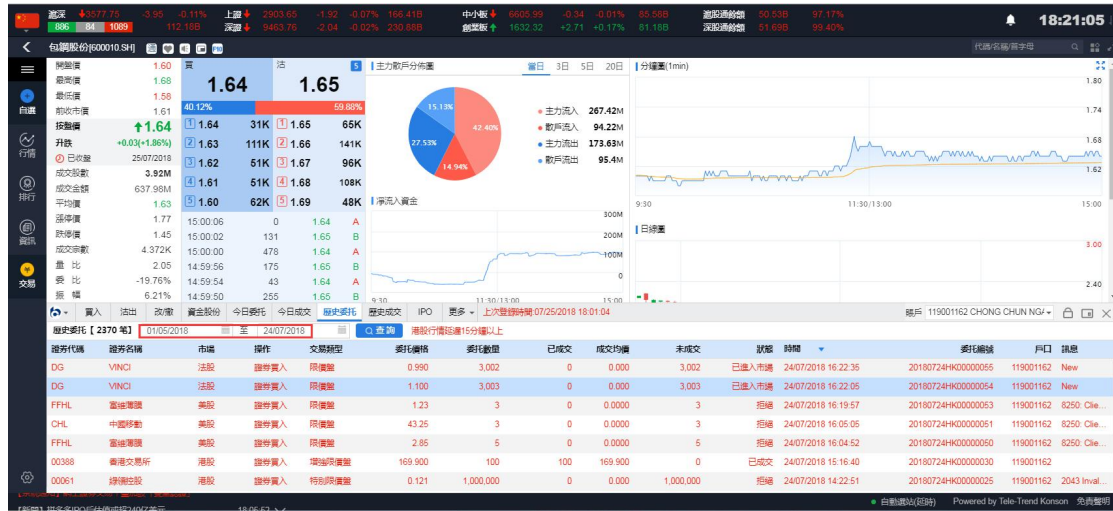 滬深 3577.75 -3.95 -0.11% 上證 2903.65 -1.92 -0.07% 166.41B 中小板 6605.99 -0.34 -0.01% 85.56B 滬股通餘額 50.53B 97.17%
886 84 1089 112.18B 深證 9463.76 -2.04 -0.02% 230.88B 創業板 1632.32 +2.71 +0.17% 81.18B 深股通餘額 51.69B 99.40%
18:21:05
包鋼股份[600010.SH] F10 代碼/名稱/首字母
自選
行情
排行
資訊
交易
開盤價 1.60
最高價 1.68
最低價 1.58
前收市價 1.61
按盤價 1.64
升跌 +0.03(+1.86%)
已收盤 25/07/2018
成交股數 3.92M
成交金額 637.98M
平均價 1.63
漲停價 1.77
跌停價 1.45
成交宗數 4.372K
量 比 2.05
委 比 -19.76%
振 幅 6.21%
買 沽 5
1.64 1.65
40.12% 59.88%
1 1.64 31K 1 1.65 65K
2 1.63 111K 2 1.66 141K
3 1.62 51K 3 1.67 96K
4 1.61 51K 4 1.68 108K
5 1.60 62K 5 1.69 48K
15:00:06 0 1.64 A
15:00:02 131 1.65 B
15:00:00 478 1.64 A
14:59:56 175 1.65 B
14:59:54 43 1.64 A
14:59:50 255 1.65 B
主力散戶分佈圖 當日 3日 5日 20日
15.13%
42.40%
27.53%
14.94%
主力流入 267.42M
散戶流入 94.22M
主力流出 173.63M
散戶流出 95.4M
淨流入資金
300M
200M
100M
0
9:30 11:30/13:00 15:00
分鐘圖(1min)
1.80
1.74
1.68
1.62
9:30 11:30/13:00 15:00
日線圖
3.00
2.40
買入 沽出 改/撤 資金股份 今日委托 今日成交 歷史委托 歷史成交 IPO 更多 上次登錄時間:07/25/2018 18:01:04 賬戶 119001162 CHONG CHUN NG/
歷史委托【 2370 笔】 01/05/2018 至 24/07/2018 查詢 港股行情延遲15分鐘以上
證券代碼 證券名稱 市場 操作 交易類型 委托價格 委托數量 已成交 成交均價 未成交 狀態 時間 委托編號 戶口 訊息
DG VINCI 法股 證券買入 限價盤 0.990 3,002 0 0.000 3,002 已進入市場 24/07/2018 16:22:35 20180724HK00000055 119001162 New
DG VINCI 法股 證券買入 限價盤 1.100 3,003 0 0.000 3,003 已進入市場 24/07/2018 16:22:05 20180724HK00000054 119001162 New
FFHL 富維薄膜 美股 證券買入 限價盤 1.23 3 0 0.0000 3 拒絕 24/07/2018 16:19:57 20180724HK00000053 119001162 8250: Clie...
CHL 中國移動 美股 證券買入 限價盤 43.25 3 0 0.0000 3 拒絕 24/07/2018 16:05:05 20180724HK00000051 119001162 8250: Clie...
FFHL 富維薄膜 美股 證券買入 限價盤 2.85 5 0 0.0000 5 拒絕 24/07/2018 16:04:52 20180724HK00000050 119001162 8250: Clie...
00388 香港交易所 港股 證券買入 增強限價盤 169.900 100 100 169.900 0 已成交 24/07/2018 15:16:40 20180724HK00000030 119001162
00061 綠領控股 港股 證券買入 特別限價盤 0.121 1,000,000 0 0.000 1,000,000 拒絕 24/07/2018 14:22:51 20180724HK00000025 119001162 2043 Inval...
自動選站(延時) Powered by Tele-Trend Konson 免責聲明